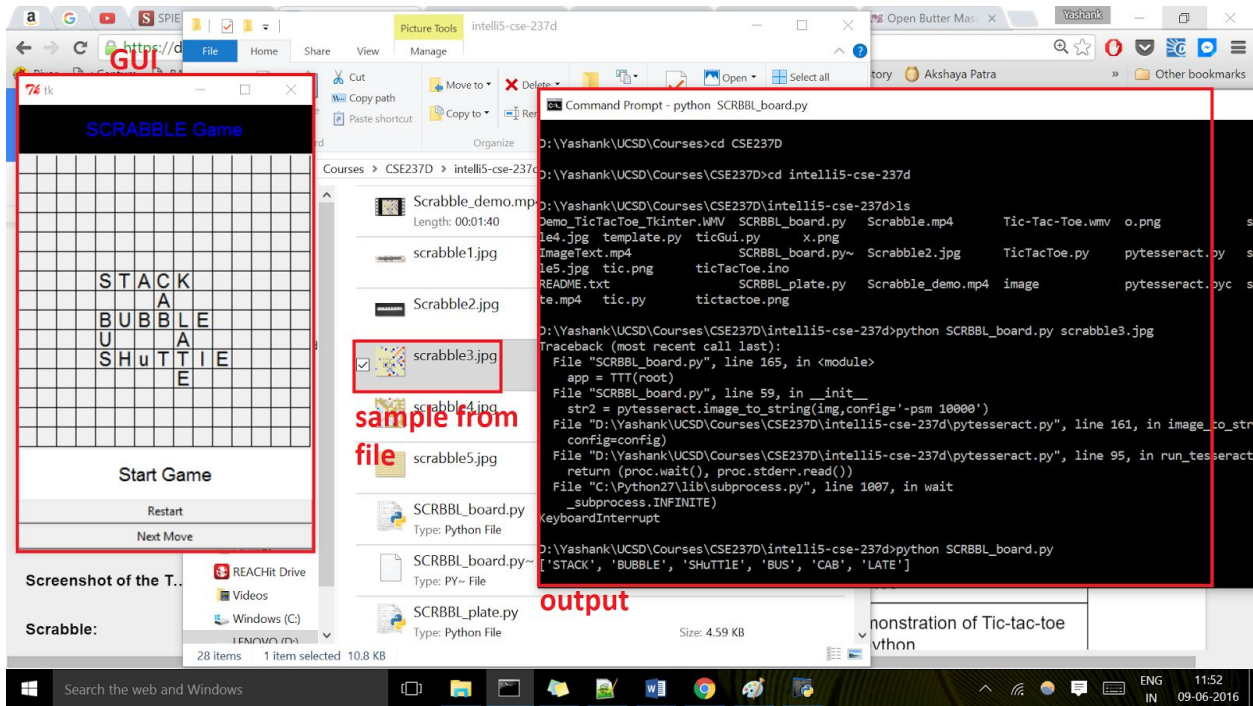 a G SPIE
Open Butter Mas ×
Yashank
https://d
tory Akshaya Patra » Other bookmarks
GUI
tk
SCRABBLE Game
S T A C K
A
B U B B L E
U A
S H u T T l E
E
Start Game
Restart
Next Move
Picture Tools intelli5-cse-237d
File Home Share View Manage
Cut
Copy path
Paste shortcut
Move to
Copy to
Delete
Open
Select all
Organize
Courses > CSE237D > intelli5-cse-237d
Scrabble_demo.mp
Length: 00:01:40
scrabble1.jpg
Scrabble2.jpg
scrabble3.jpg
scrabble4.jpg
sample from
file
scrabble5.jpg
SCRBBL_board.py
Type: Python File
SCRBBL_board.py~
Type: PY~ File
SCRBBL_plate.py
Type: Python File Size: 4.59 KB
REACHit Drive
Videos
Windows (C:)
LENOVO (D:)
28 items 1 item selected 10.8 KB
Command Prompt - python SCRBBL_board.py
D:\Yashank\UCSD\Courses>cd CSE237D
D:\Yashank\UCSD\Courses\CSE237D>cd intelli5-cse-237d
D:\Yashank\UCSD\Courses\CSE237D\intelli5-cse-237d>ls
Demo_TicTacToe_Tkinter.WMV SCRBBL_board.py Scrabble.mp4 Tic-Tac-Toe.wmv o.png s
le4.jpg template.py ticGui.py x.png
ImageText.mp4 SCRBBL_board.py~ Scrabble2.jpg TicTacToe.py pytesseract.py s
le5.jpg tic.png ticTacToe.ino
README.txt SCRBBL_plate.py Scrabble_demo.mp4 image pytesseract.pyc s
te.mp4 tic.py tictactoe.png
D:\Yashank\UCSD\Courses\CSE237D\intelli5-cse-237d>python SCRBBL_board.py scrabble3.jpg
Traceback (most recent call last):
File "SCRBBL_board.py", line 165, in <module>
app = TTT(root)
File "SCRBBL_board.py", line 59, in __init__
str2 = pytesseract.image_to_string(img,config='-psm 10000')
File "D:\Yashank\UCSD\Courses\CSE237D\intelli5-cse-237d\pytesseract.py", line 161, in image_to_str
config=config)
File "D:\Yashank\UCSD\Courses\CSE237D\intelli5-cse-237d\pytesseract.py", line 95, in run_tesseract
return (proc.wait(), proc.stderr.read())
File "C:\Python27\lib\subprocess.py", line 1007, in wait
_subprocess.INFINITE)
KeyboardInterrupt
D:\Yashank\UCSD\Courses\CSE237D\intelli5-cse-237d>python SCRBBL_board.py
['STACK', 'BUBBLE', 'SHuTTlE', 'BUS', 'CAB', 'LATE']
output
Screenshot of the T..
Scrabble:
monstration of Tic-tac-toe
ython
Search the web and Windows
ENG 11:52
IN 09-06-2016